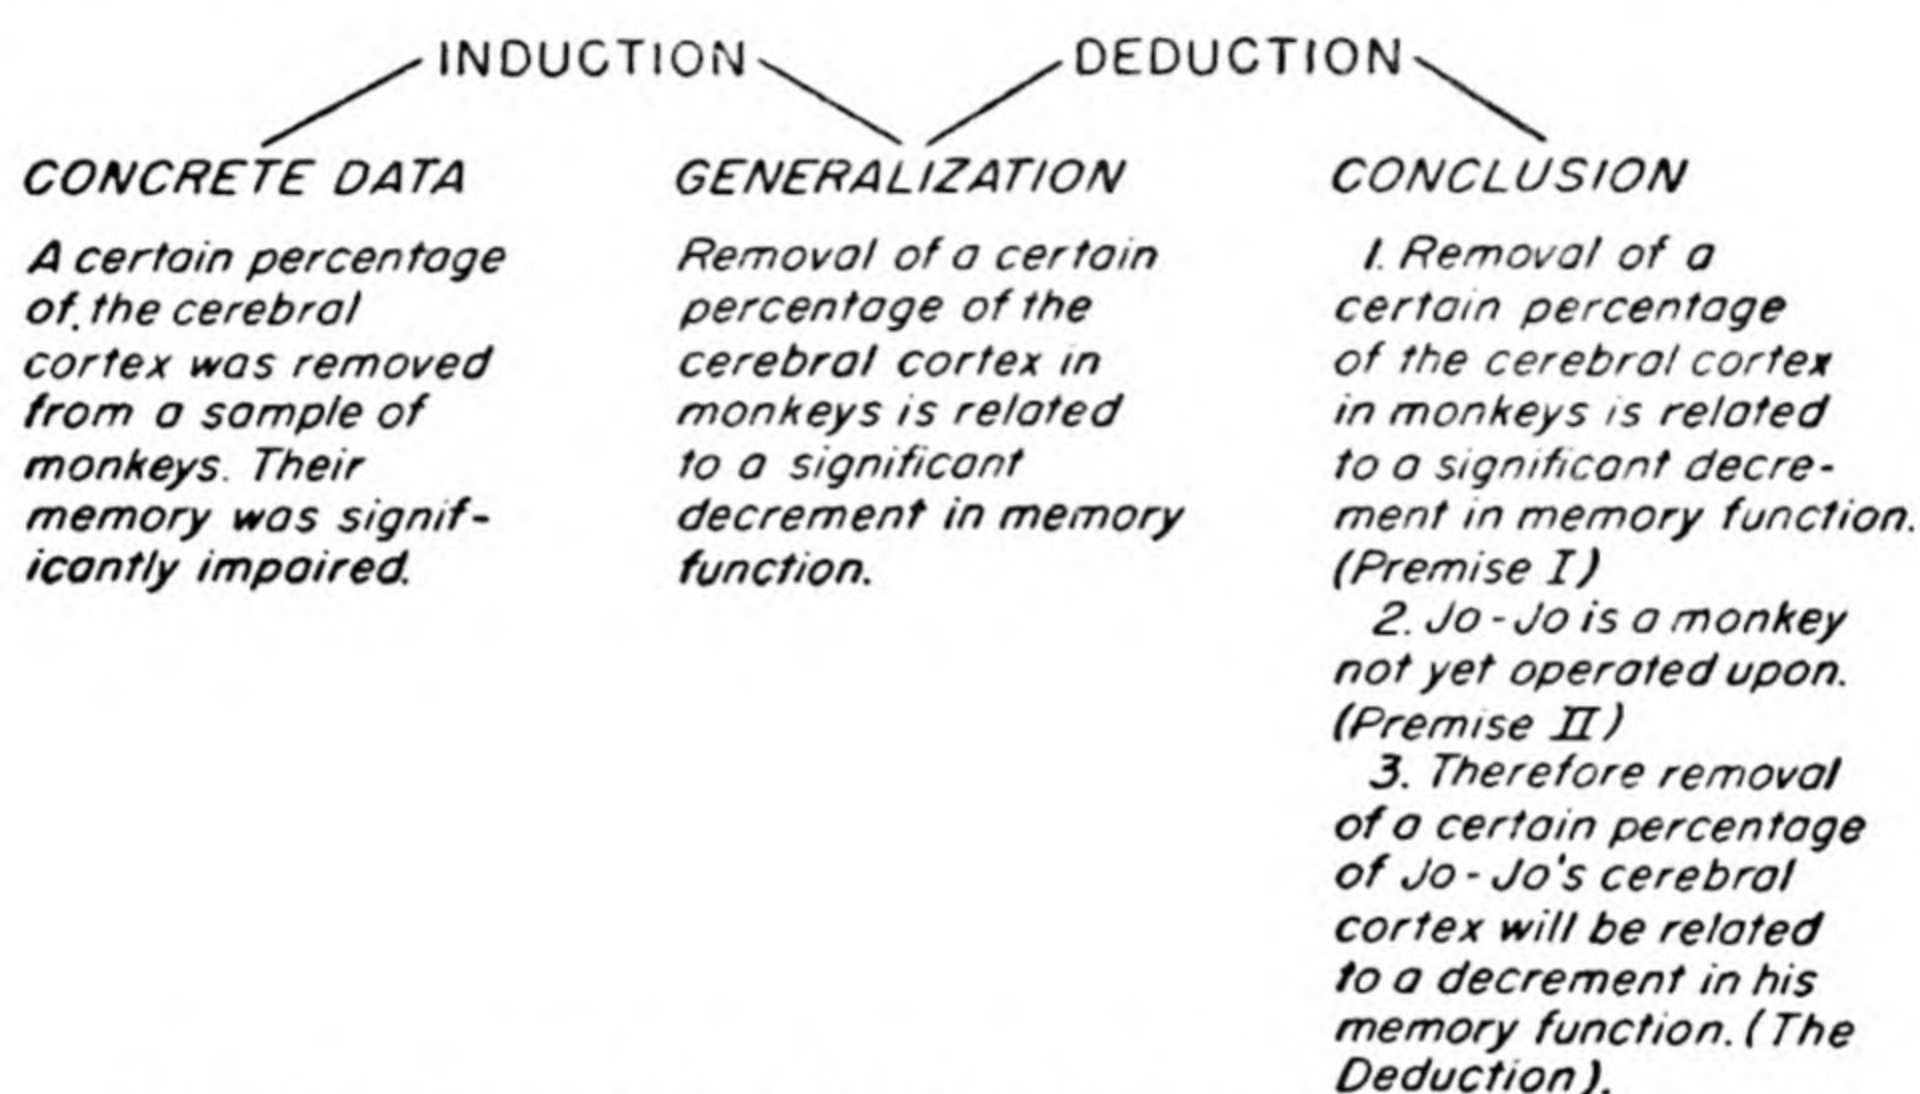 INDUCTION DEDUCTION
CONCRETE DATA
A certain percentage
of the cerebral
cortex was removed
from a sample of
monkeys. Their
memory was signif-
icantly impaired.
GENERALIZATION
Removal of a certain
percentage of the
cerebral cortex in
monkeys is related
to a significant
decrement in memory
function.
CONCLUSION
1. Removal of a
certain percentage
of the cerebral cortex
in monkeys is related
to a significant decre-
ment in memory function.
(Premise I)
2. Jo-Jo is a monkey
not yet operated upon.
(Premise II)
3. Therefore removal
of a certain percentage
of Jo-Jo's cerebral
cortex will be related
to a decrement in his
memory function. (The
Deduction).